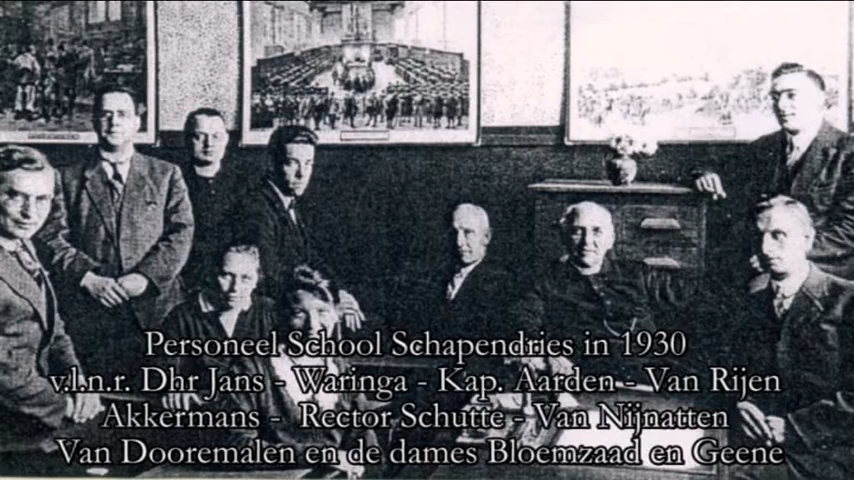 Personeel School Schapendries in 1930
v.l.n.r. Dhr Jans - Waringa - Kap. Aarden - Van Rijen
Akkermans - Rector Schutte - Van Nijnatten
Van Dooremalen en de dames Bloemzaad en Geene